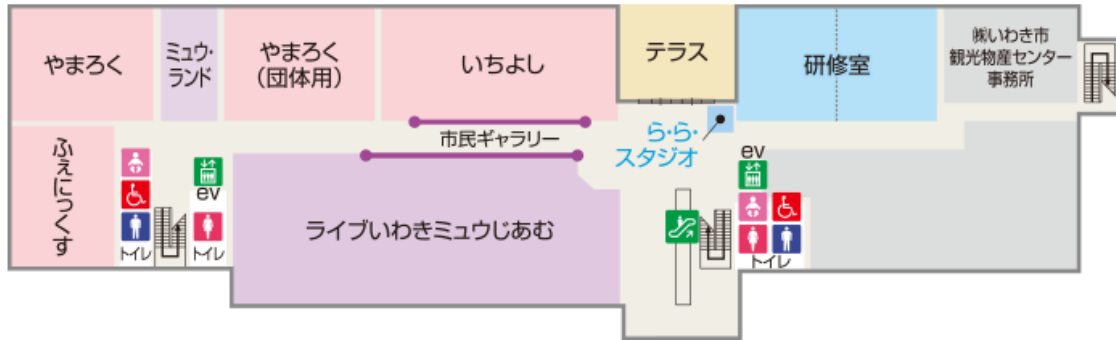 やまろく
ミュウ・
ランド
やまろく
(団体用)
いちよし
テラス
研修室
㈱いわき市
観光物産センター
事務所
市民ギャラリー
ら・ら・
スタジオ
ふぇにっくす
ev
トイレ
トイレ
ライブいわきミュウじあむ
ev
トイレ